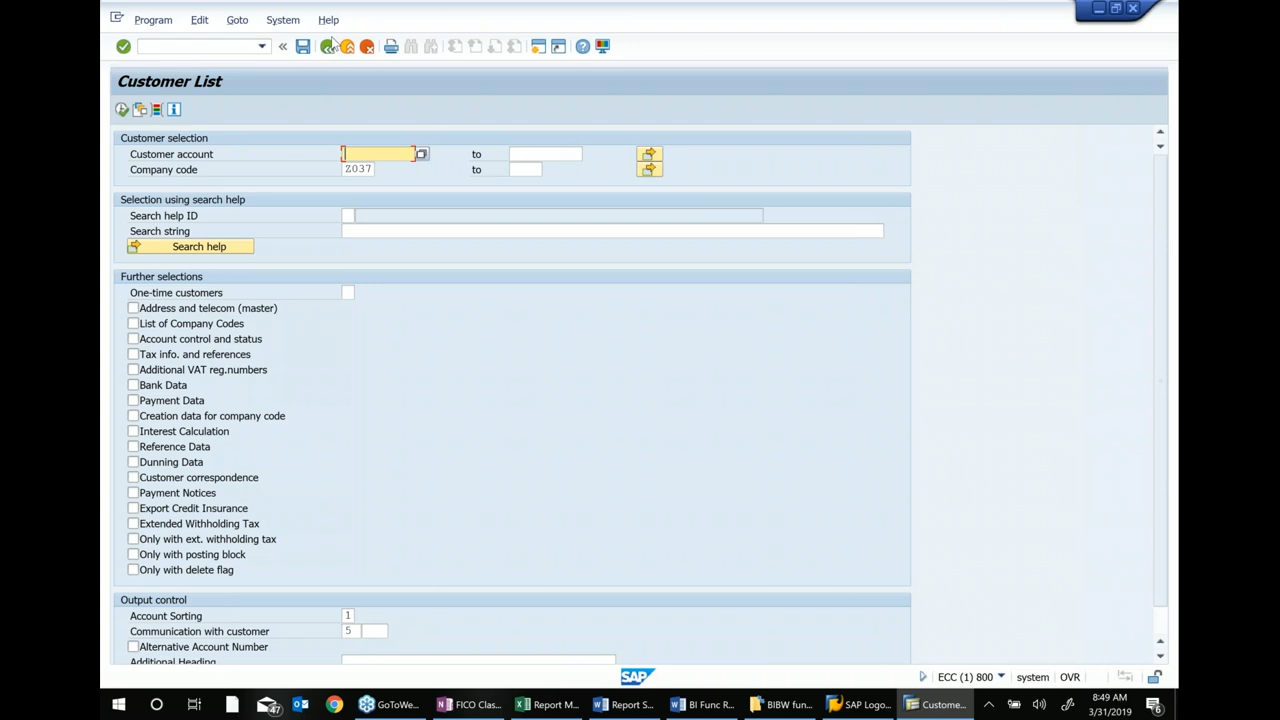 Program Edit Goto System Help
Customer List
Customer selection
Customer account to
Company code Z037 to
Selection using search help
Search help ID
Search string
Search help
Further selections
One-time customers
Address and telecom (master)
List of Company Codes
Account control and status
Tax info. and references
Additional VAT reg.numbers
Bank Data
Payment Data
Creation data for company code
Interest Calculation
Reference Data
Dunning Data
Customer correspondence
Payment Notices
Export Credit Insurance
Extended Withholding Tax
Only with ext. withholding tax
Only with posting block
Only with delete flag
Output control
Account Sorting 1
Communication with customer 5
Alternative Account Number
Additional Heading
SAP
ECC (1) 800 system OVR
47 GoToWe... FICO Clas... Report M... Report S... BI Func R... BIBW fun... SAP Logo... Custome... 8:49 AM
3/31/2019 6